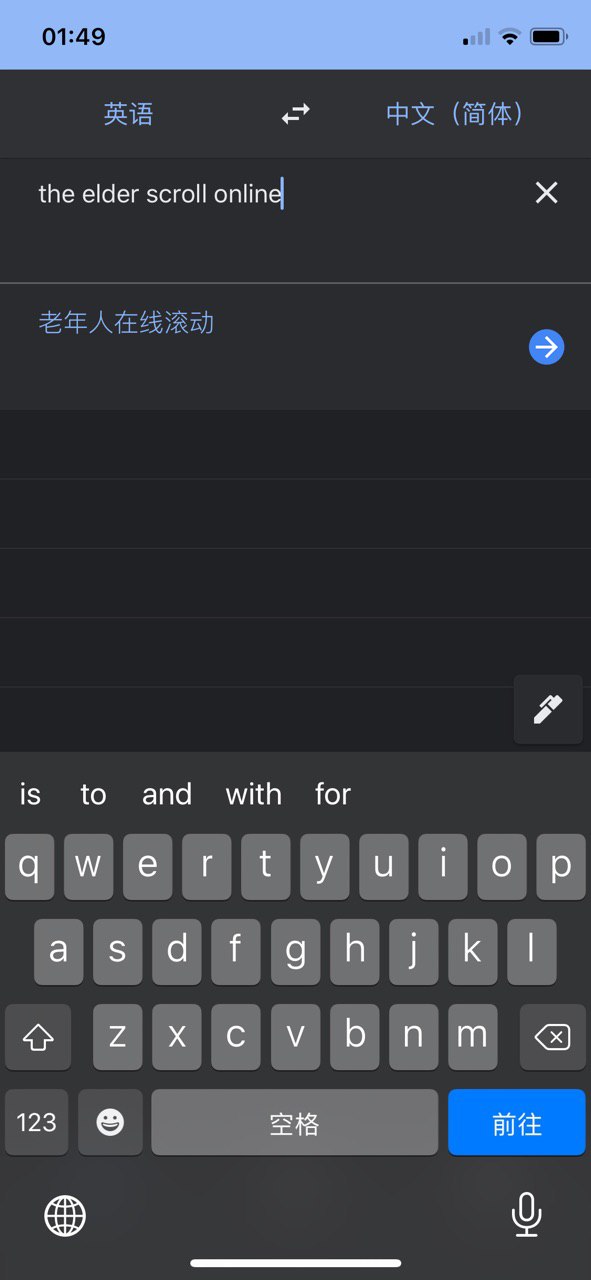 01:49
英语
中文（简体）
the elder scroll online
老年人在线滚动
is to and with for
q w e r t y u i o p
a s d f g h j k l
z x c v b n m
123 空格 前往